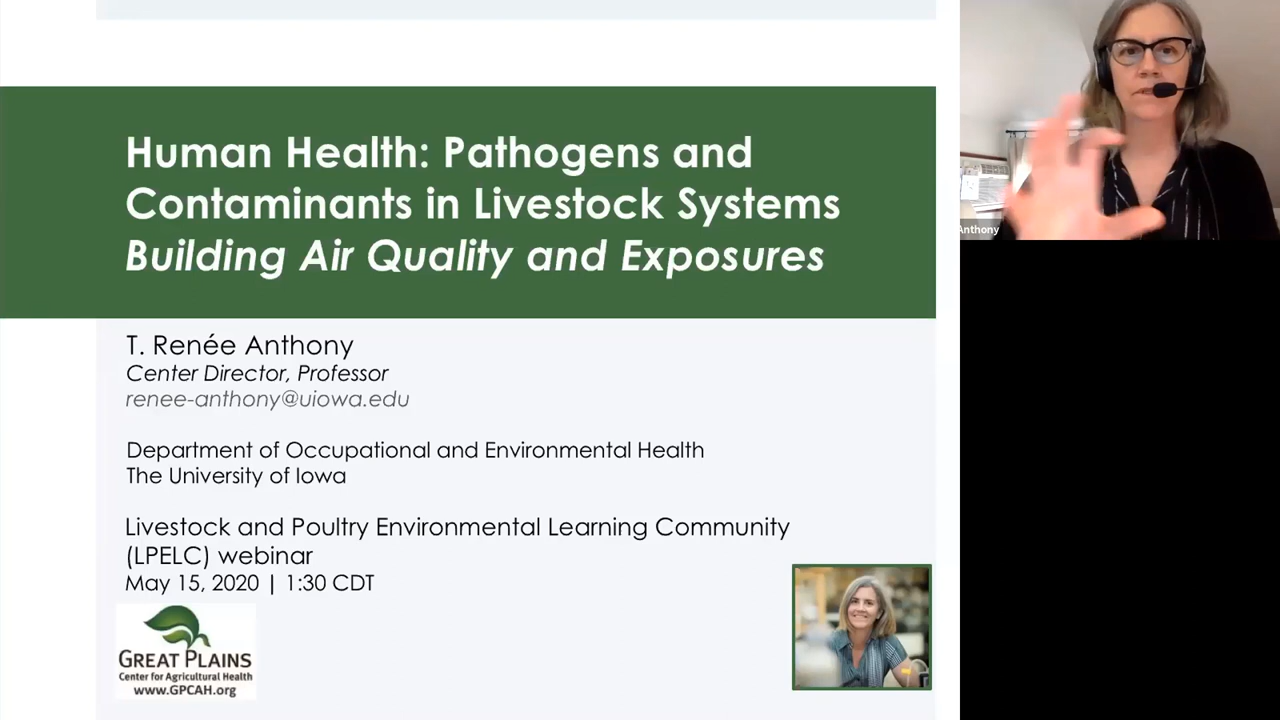 Human Health: Pathogens and
Contaminants in Livestock Systems
Building Air Quality and Exposures
T. Renée Anthony
Center Director, Professor
renee-anthony@uiowa.edu
Department of Occupational and Environmental Health
The University of Iowa
Livestock and Poultry Environmental Learning Community
(LPELC) webinar
May 15, 2020 | 1:30 CDT
GREAT PLAINS
Center for Agricultural Health
www.GPCAH.org
Anthony